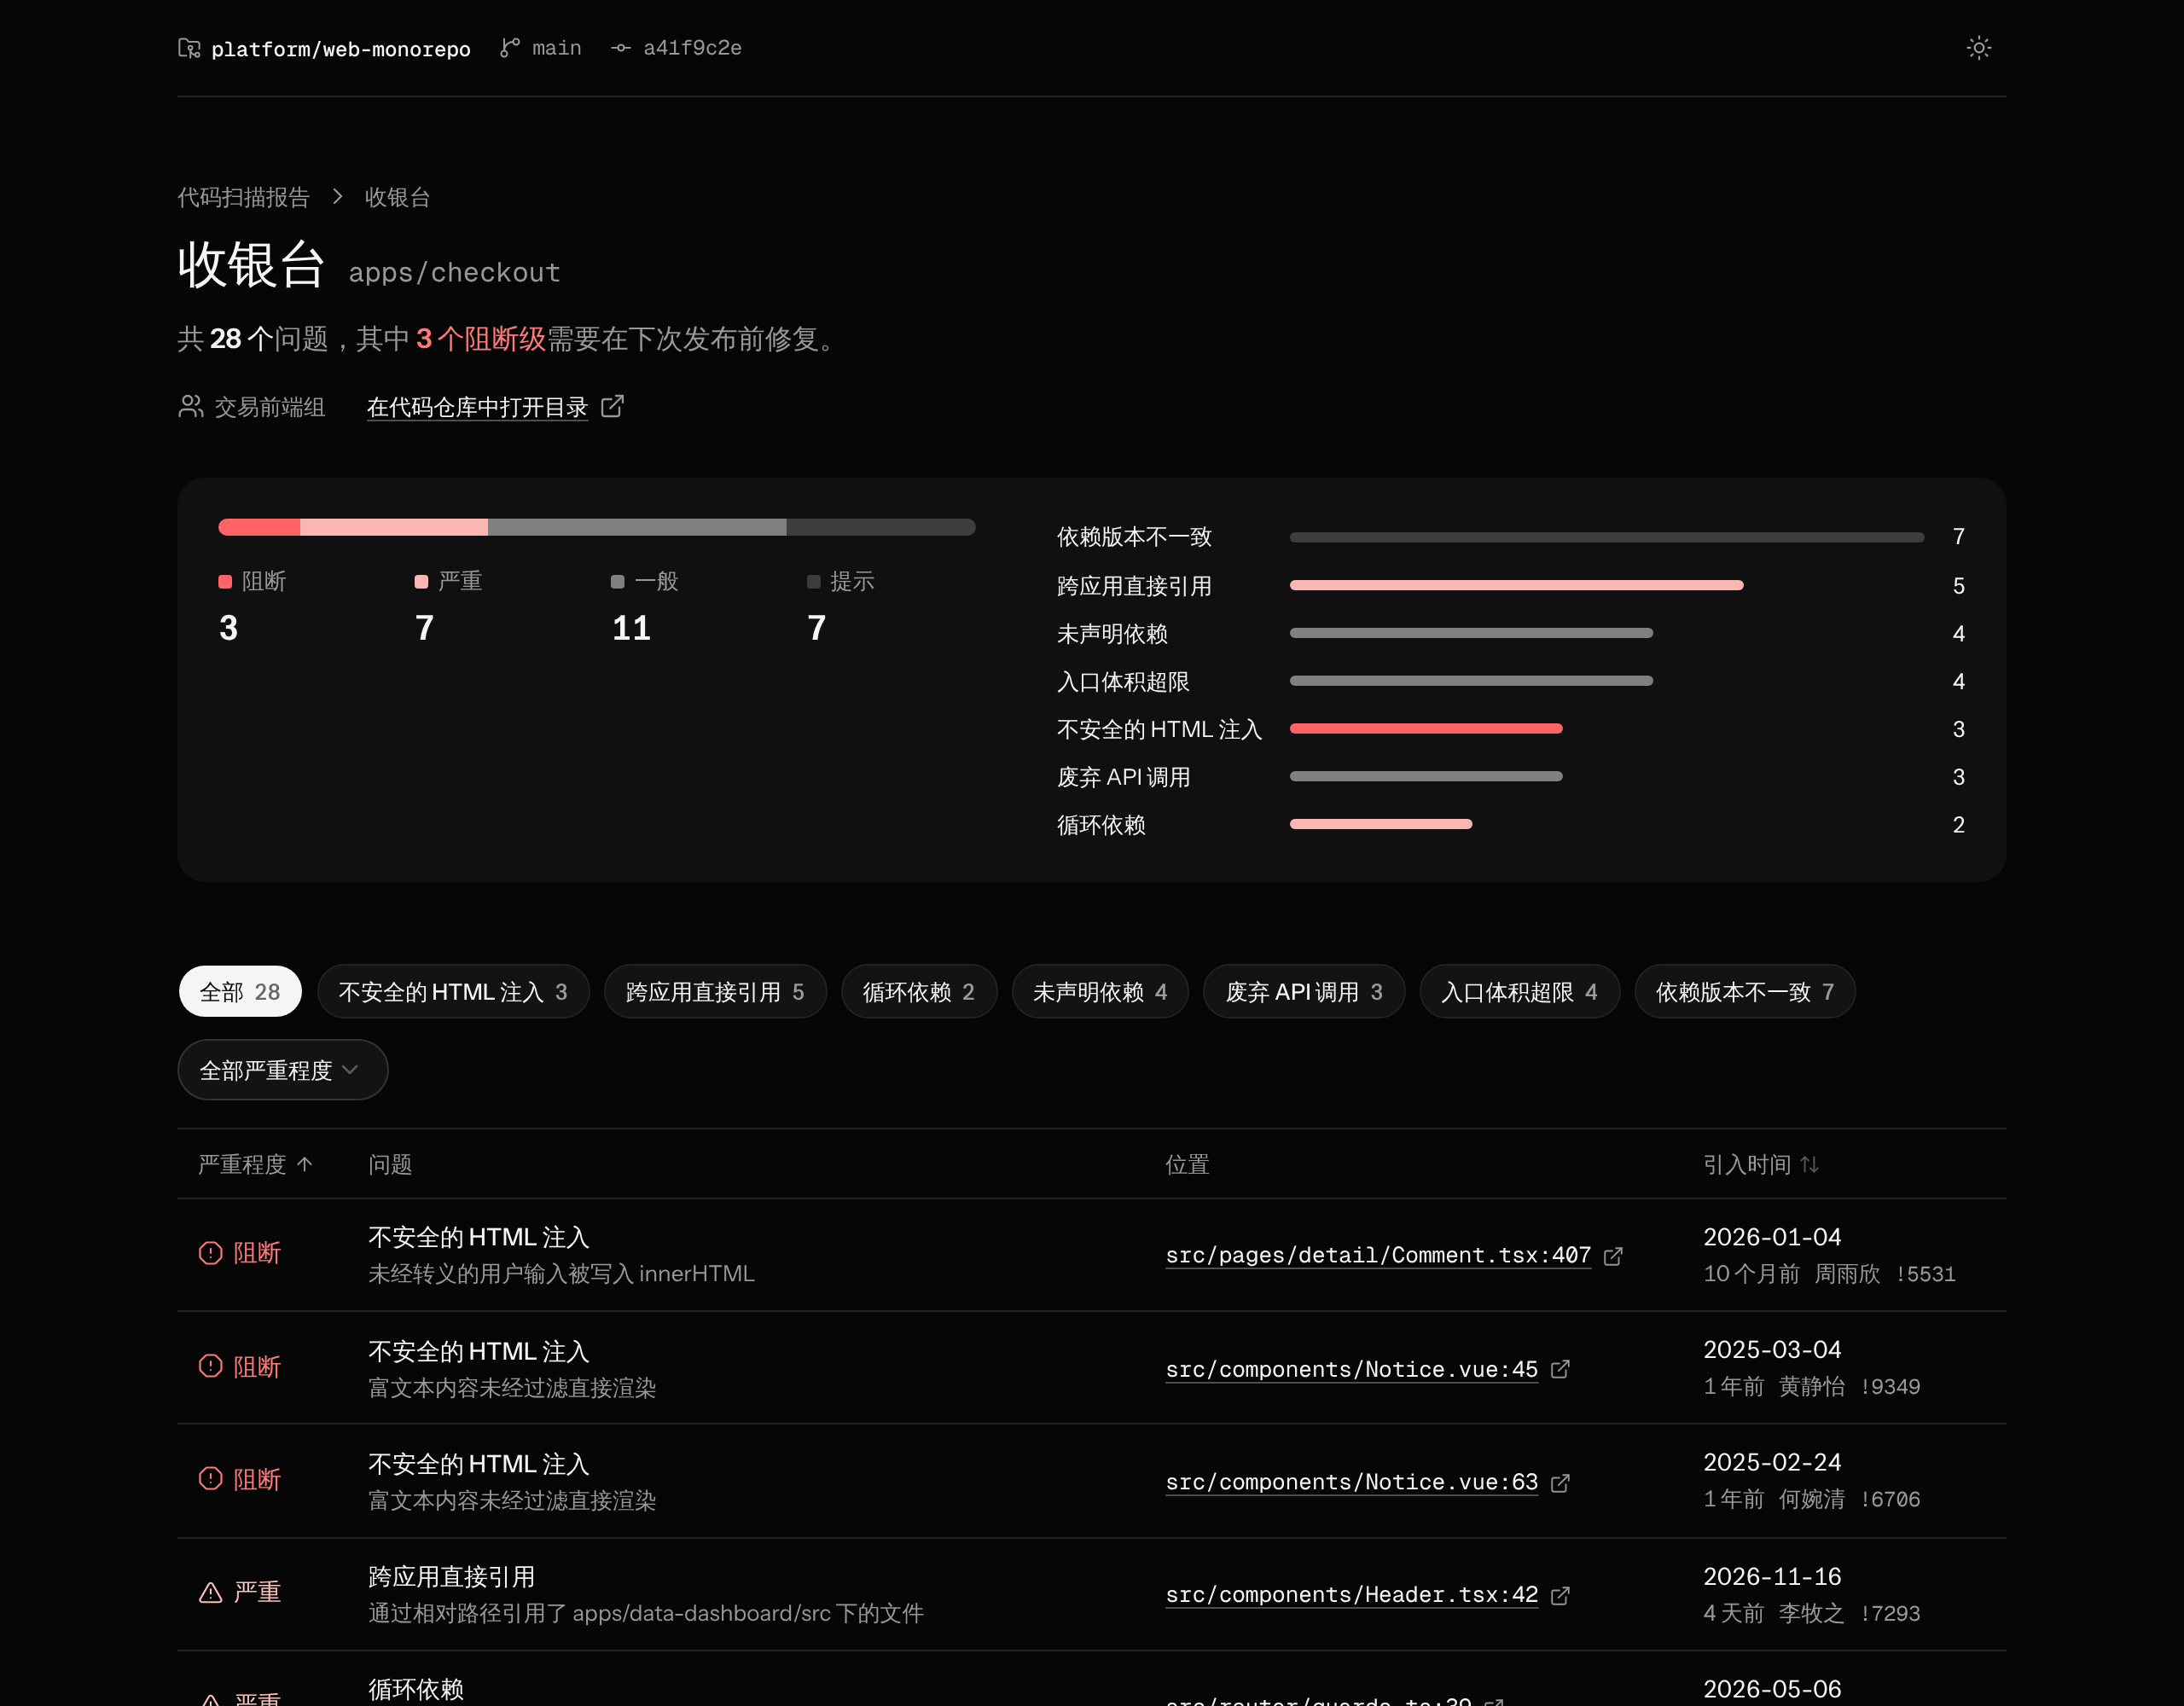 platform/web-monorepo main a41f9c2e
代码扫描报告 收银台
收银台 apps/checkout
共 28 个问题，其中 3 个阻断级需要在下次发布前修复。
交易前端组 在代码仓库中打开目录
阻断 严重 一般 提示
3 7 11 7
依赖版本不一致 7
跨应用直接引用 5
未声明依赖 4
入口体积超限 4
不安全的 HTML 注入 3
废弃 API 调用 3
循环依赖 2
全部 28 不安全的 HTML 注入 3 跨应用直接引用 5 循环依赖 2 未声明依赖 4 废弃 API 调用 3 入口体积超限 4 依赖版本不一致 7
全部严重程度
严重程度 问题 位置 引入时间
阻断 不安全的 HTML 注入 src/pages/detail/Comment.tsx:407 2026-01-04
未经转义的用户输入被写入 innerHTML 10 个月前 周雨欣 !5531
阻断 不安全的 HTML 注入 src/components/Notice.vue:45 2025-03-04
富文本内容未经过滤直接渲染 1 年前 黄静怡 !9349
阻断 不安全的 HTML 注入 src/components/Notice.vue:63 2025-02-24
富文本内容未经过滤直接渲染 1 年前 何婉清 !6706
严重 跨应用直接引用 src/components/Header.tsx:42 2026-11-16
通过相对路径引用了 apps/data-dashboard/src 下的文件 4 天前 李牧之 !7293
严重 循环依赖 src/router/guards.ts:39 2026-05-06